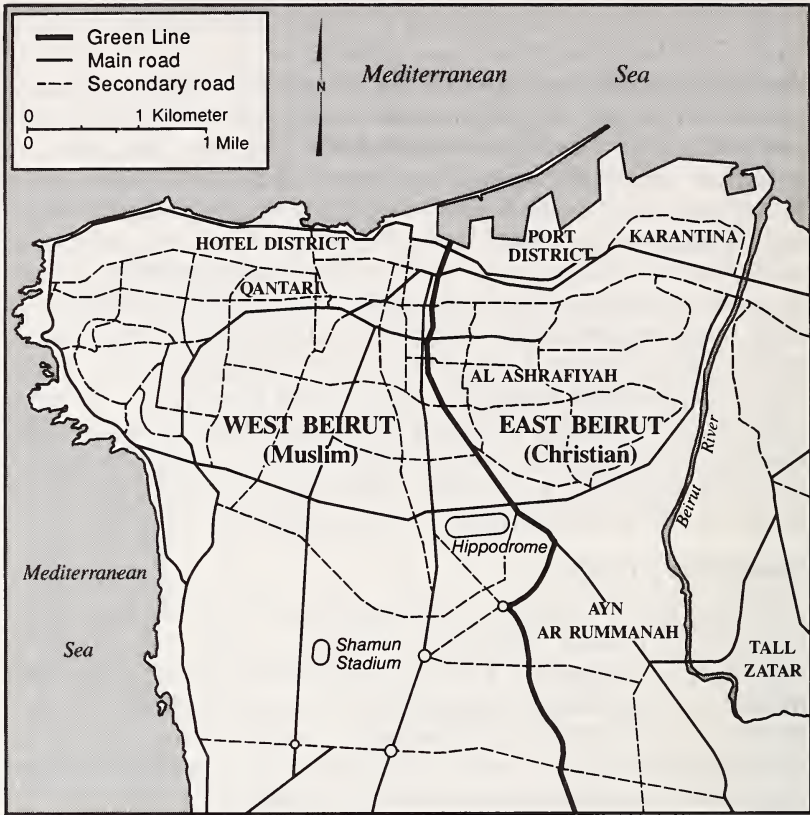 Green Line
Main road
Secondary road
0 1 Kilometer
0 1 Mile
N
Mediterranean Sea
HOTEL DISTRICT
PORT
DISTRICT
KARANTINA
QANTARI
AL ASHRAFIYAH
WEST BEIRUT
(Muslim)
EAST BEIRUT
(Christian)
Beirut River
Hippodrome
Mediterranean
Sea
AYN
AR RUMMANAH
Shamun
Stadium
TALL
ZATAR